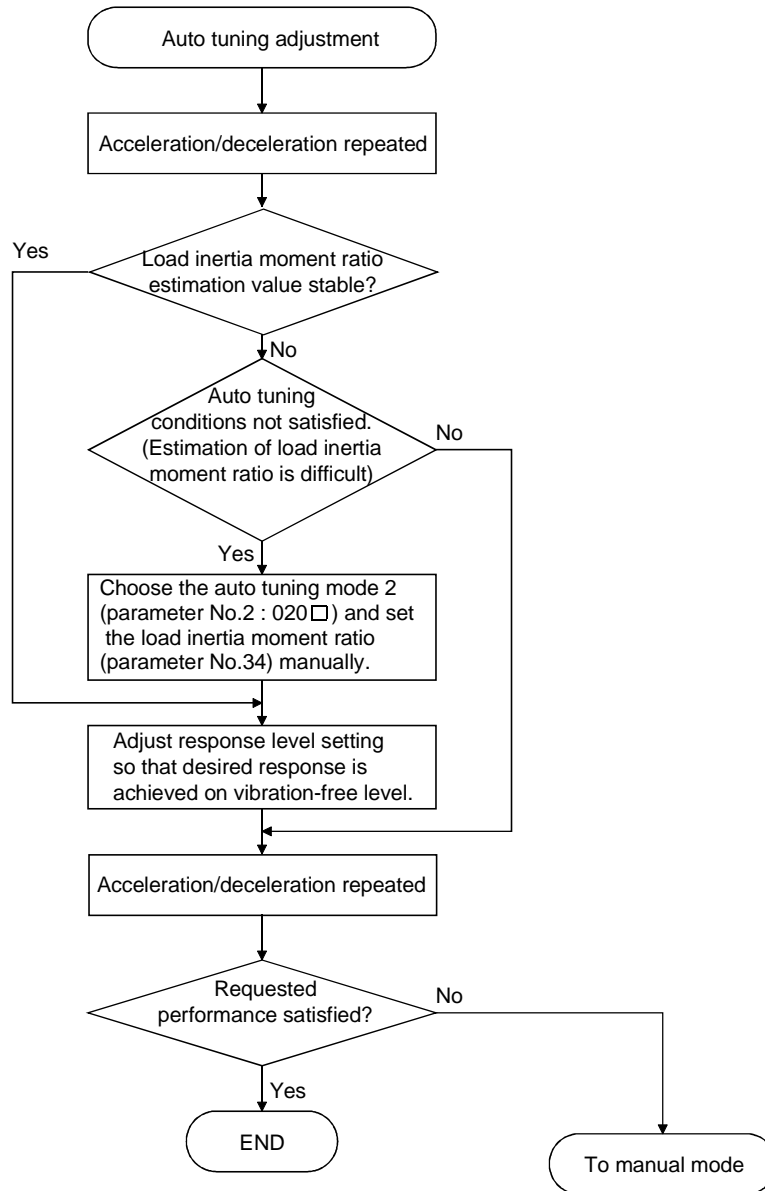 Auto tuning adjustment
Acceleration/deceleration repeated
Yes
Load inertia moment ratio
estimation value stable?
No
Auto tuning
conditions not satisfied.
(Estimation of load inertia
moment ratio is difficult)
No
Yes
Choose the auto tuning mode 2
(parameter No.2 : 020□) and set
the load inertia moment ratio
(parameter No.34) manually.
Adjust response level setting
so that desired response is
achieved on vibration-free level.
Acceleration/deceleration repeated
Requested
performance satisfied?
No
Yes
END
To manual mode